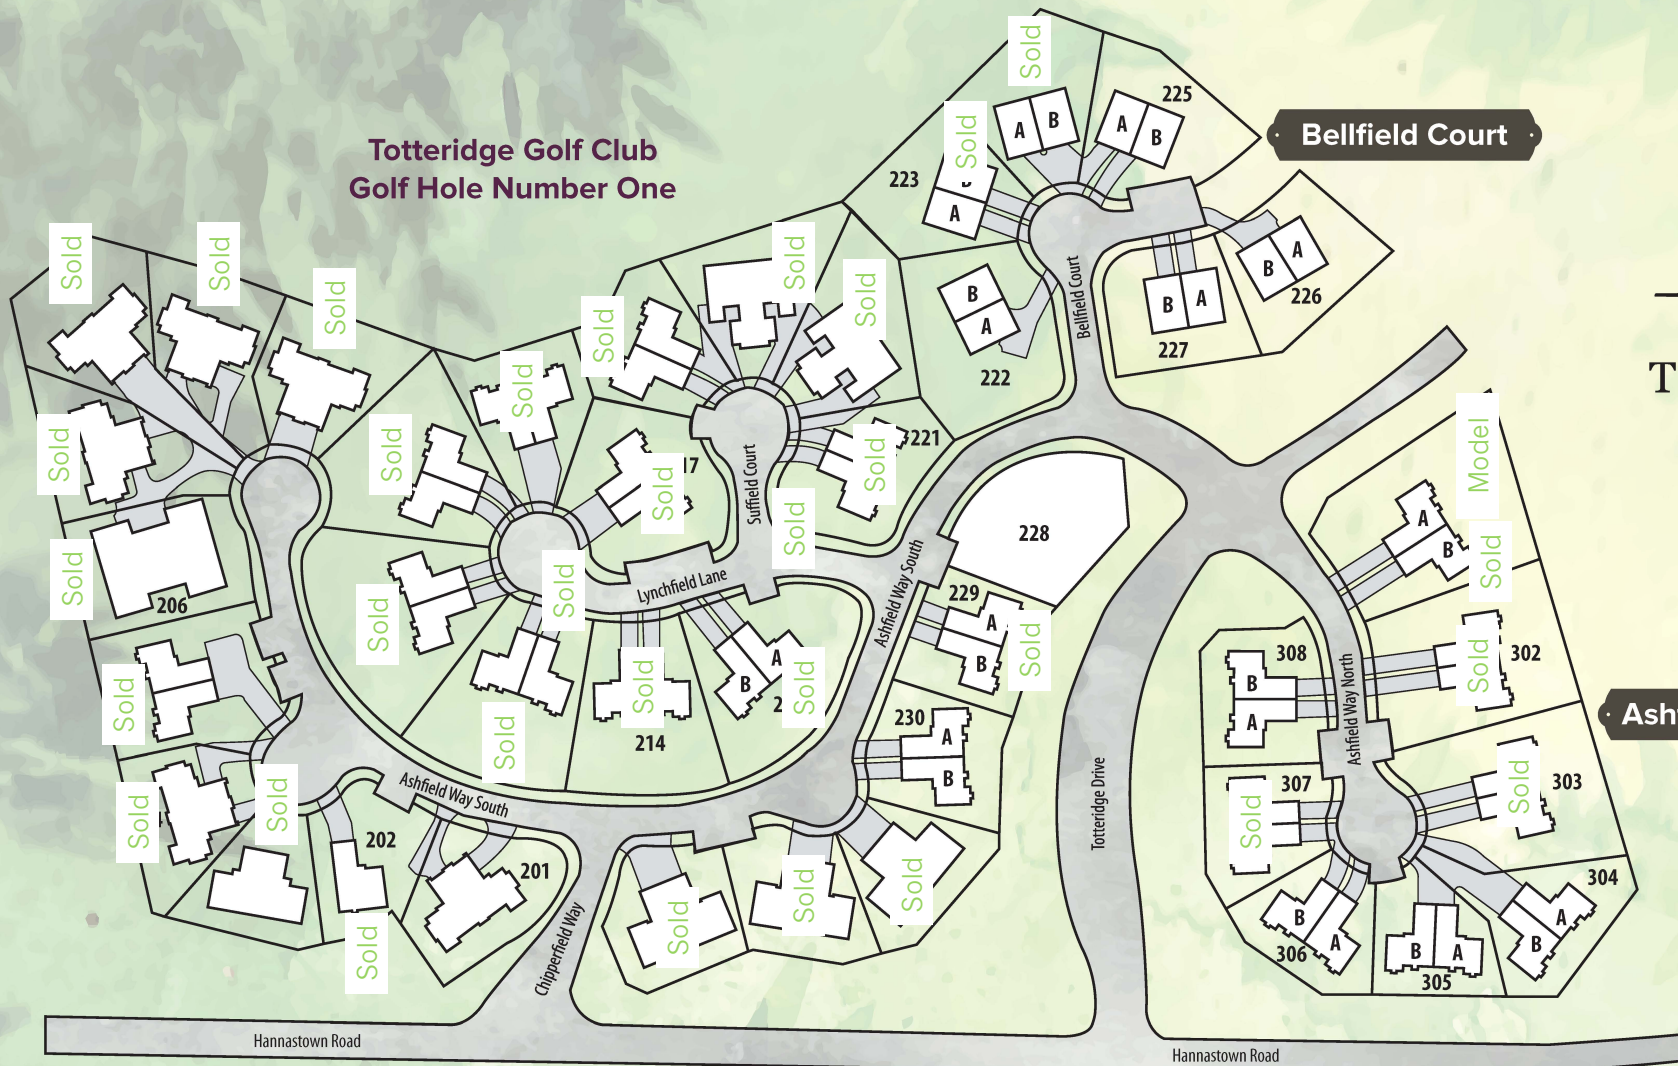 Sold
A B
225
A B
Bellfield Court
Totteridge Golf Club
Golf Hole Number One
Sold
223
A
Sold
Sold
Sold
Sold
Sold
Sold
Sold
B
A
222
Bellfield Court
B A
227
B A
226
T
Sold
Sold
Sold
17
Sold
Suffield Court
Sold
Sold
221
Model
A
B
Sold
228
Sold
206
Sold
Sold
Lynchfield Lane
Ashfield Way South
229
A
B
Sold
Sold
Sold
214
A
B
2
Sold
Sold
Sold
308
B
A
Ashfield Way North
Sold
302
Ash
230
A
B
Ashfield Way South
Sold
Sold
202
201
Sold
Totteridge Drive
307
Sold
Sold
303
Sold
Sold
Sold
Chipperfield Way
304
A
B
B
A
306
B A
305
Hannastown Road
Hannastown Road